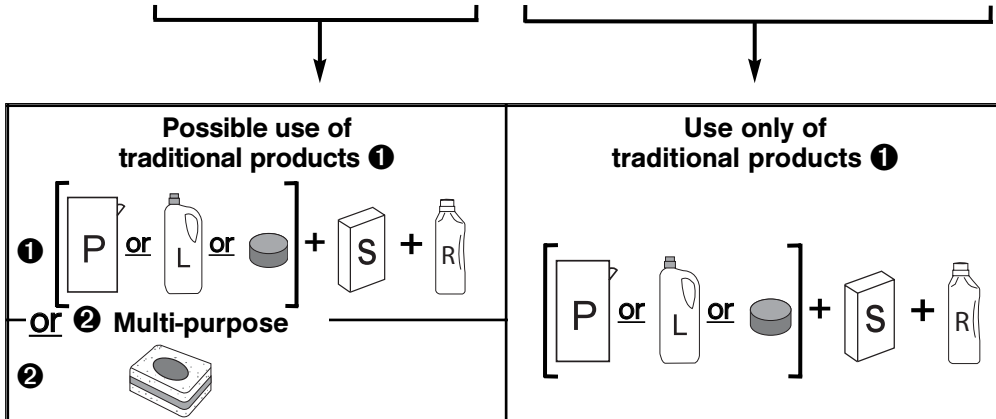 Possible use of
traditional products ❶
❶ [ P or L or ] + S + R
or ❷ Multi-purpose
❷
Use only of
traditional products ❶
[ P or L or ] + S + R